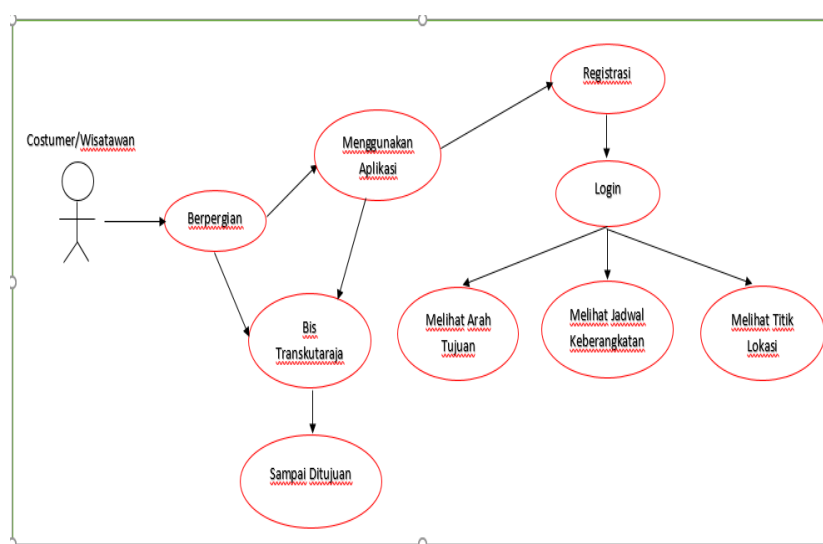 Registrasi
Costumer/Wisatawan
Menggunakan
Aplikasi
Login
Berpergian
Bis
Transkutaraja
Melihat Arah
Tujuan
Melihat Jadwal
Keberangkatan
Melihat Titik
Lokasi
Sampai Ditujuan